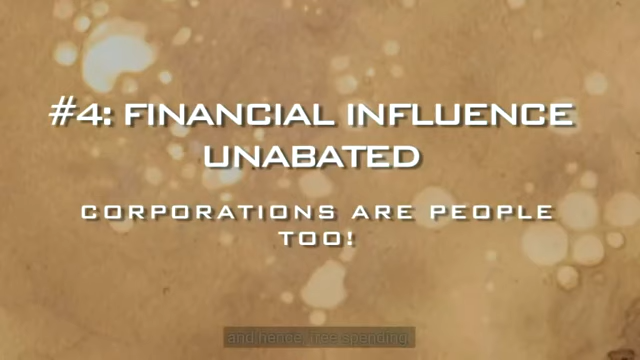 #4: FINANCIAL INFLUENCE
UNABATED
CORPORATIONS ARE PEOPLE
TOO!
and hence, free spending!